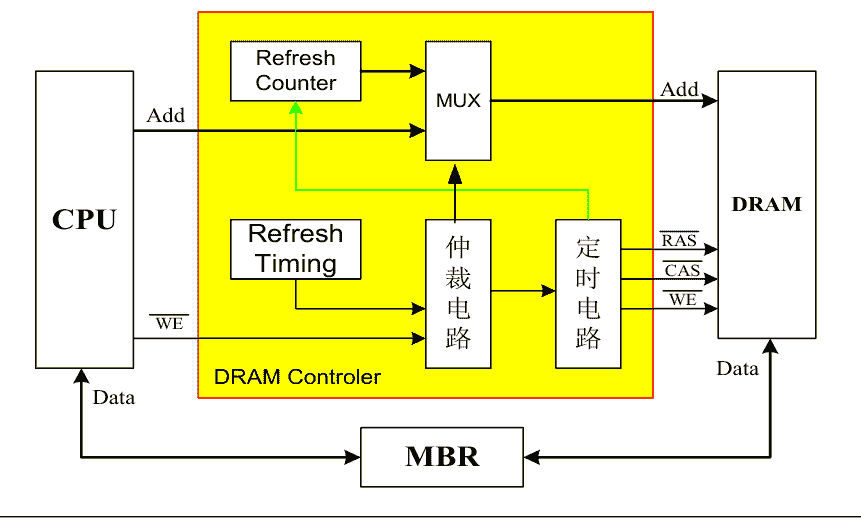 Refresh
Counter
MUX
Add
Add
CPU
DRAM
Refresh
Timing
仲裁电路
定时电路
RAS
CAS
WE
WE
DRAM Controler
Data
Data
MBR